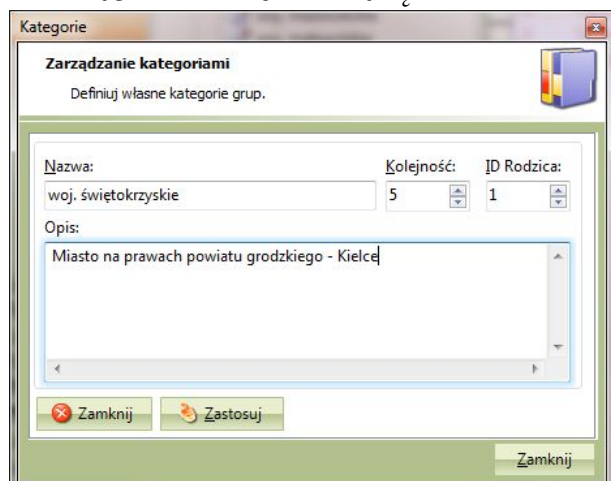 Kategorie
Zarządzanie kategoriami
Definiuj własne kategorie grup.
Nazwa: Kolejność: ID Rodzica:
woj. świętokrzyskie 5 1
Opis:
Miasto na prawach powiatu grodzkiego - Kielce
Zamknij Zastosuj
Zamknij